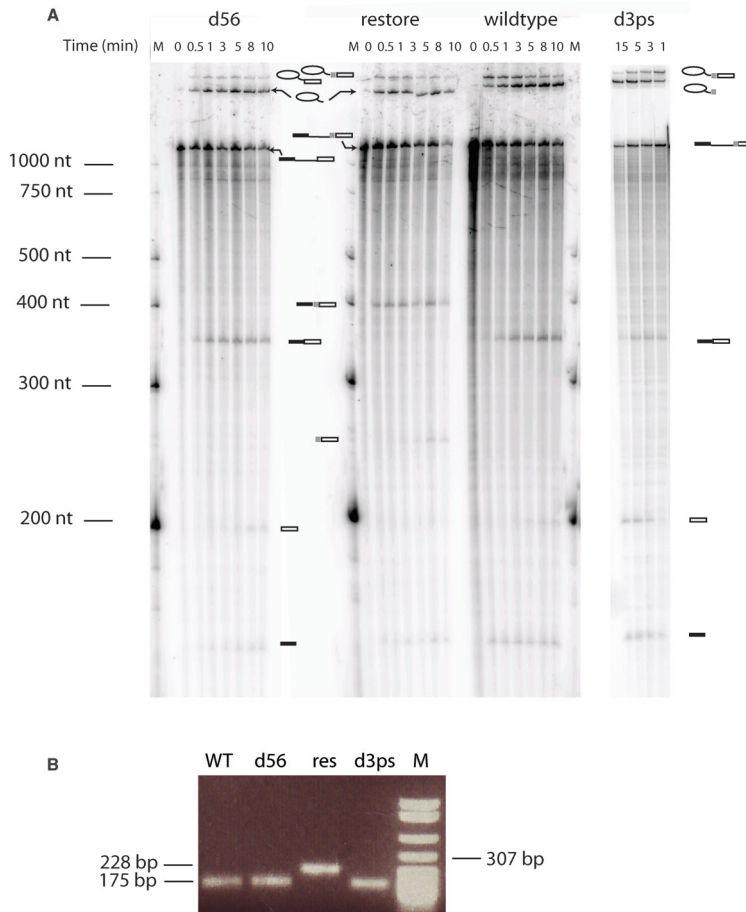 A
d56 restore wildtype d3ps
Time (min) M 0 0.5 1 3 5 8 10 M 0 0.5 1 3 5 8 10 0 0.5 1 3 5 8 10 M 15 5 3 1
1000 nt
750 nt
500 nt
400 nt
300 nt
200 nt
B
WT d56 res d3ps M
228 bp
307 bp
175 bp